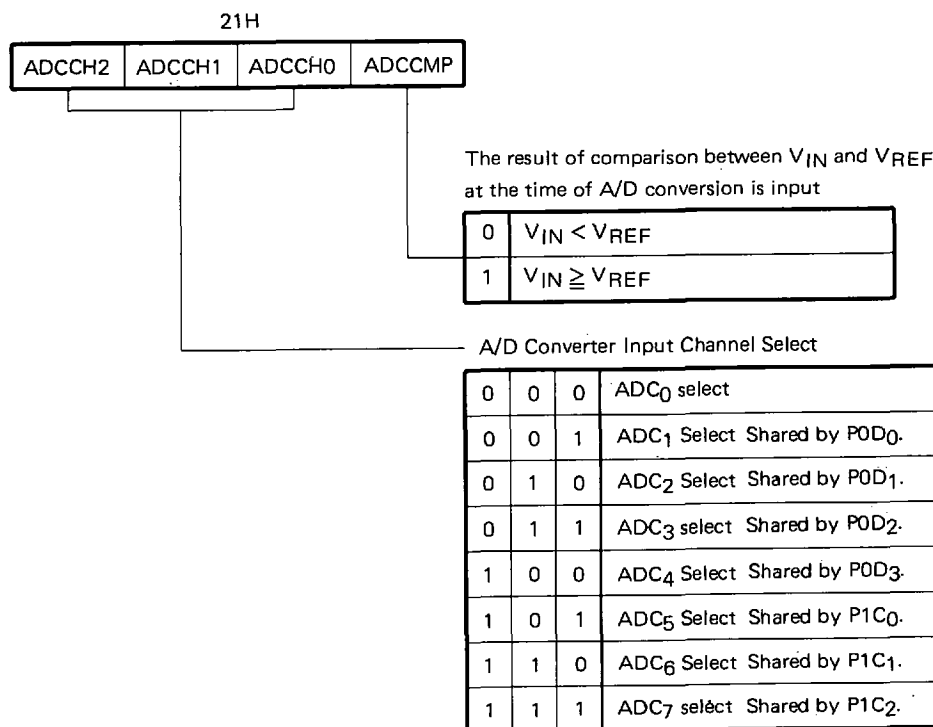 21H
ADCCH2 ADCCH1 ADCCH0 ADCCMP
The result of comparison between VIN and VREF
at the time of A/D conversion is input
0 VIN < VREF
1 VIN ≧ VREF
A/D Converter Input Channel Select
0 0 0 ADC0 select
0 0 1 ADC1 Select Shared by P0D0.
0 1 0 ADC2 Select Shared by P0D1.
0 1 1 ADC3 select Shared by P0D2.
1 0 0 ADC4 Select Shared by P0D3.
1 0 1 ADC5 Select Shared by P1C0.
1 1 0 ADC6 Select Shared by P1C1.
1 1 1 ADC7 select Shared by P1C2.